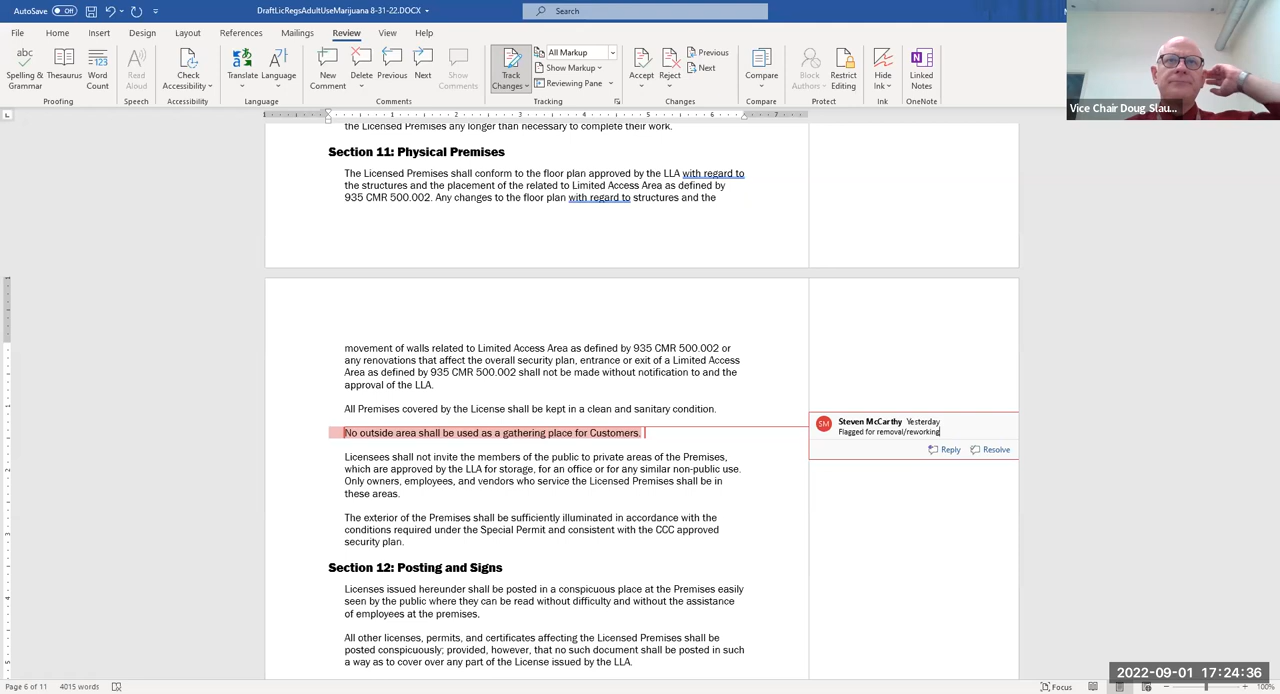 AutoSave Off DraftLicRegsAdultUseMarijuana 8-31-22.DOCX Search
File Home Insert Design Layout References Mailings Review View Help
Spelling & Grammar Thesaurus Word Count Read Aloud Check Accessibility Translate Language New Comment Delete Previous Next Show Comments Track Changes All Markup Show Markup Reviewing Pane Accept Reject Previous Next Compare Block Authors Restrict Editing Hide Ink Linked Notes
Proofing Speech Accessibility Language Comments Tracking Changes Compare Protect Ink OneNote
Vice Chair Doug Slau...
the Licensed Premises any longer than necessary to complete their work.
Section 11: Physical Premises
The Licensed Premises shall conform to the floor plan approved by the LLA with regard to
the structures and the placement of the related to Limited Access Area as defined by
935 CMR 500.002. Any changes to the floor plan with regard to structures and the
movement of walls related to Limited Access Area as defined by 935 CMR 500.002 or
any renovations that affect the overall security plan, entrance or exit of a Limited Access
Area as defined by 935 CMR 500.002 shall not be made without notification to and the
approval of the LLA.
All Premises covered by the License shall be kept in a clean and sanitary condition.
No outside area shall be used as a gathering place for Customers.
SM Steven McCarthy Yesterday
Flagged for removal/reworking
Reply Resolve
Licensees shall not invite the members of the public to private areas of the Premises,
which are approved by the LLA for storage, for an office or for any similar non-public use.
Only owners, employees, and vendors who service the Licensed Premises shall be in
these areas.
The exterior of the Premises shall be sufficiently illuminated in accordance with the
conditions required under the Special Permit and consistent with the CCC approved
security plan.
Section 12: Posting and Signs
Licenses issued hereunder shall be posted in a conspicuous place at the Premises easily
seen by the public where they can be read without difficulty and without the assistance
of employees at the premises.
All other licenses, permits, and certificates affecting the Licensed Premises shall be
posted conspicuously; provided, however, that no such document shall be posted in such
a way as to cover over any part of the License issued by the LLA.
2022-09-01 17:24:36
Page 6 of 11 4015 words Focus 100%